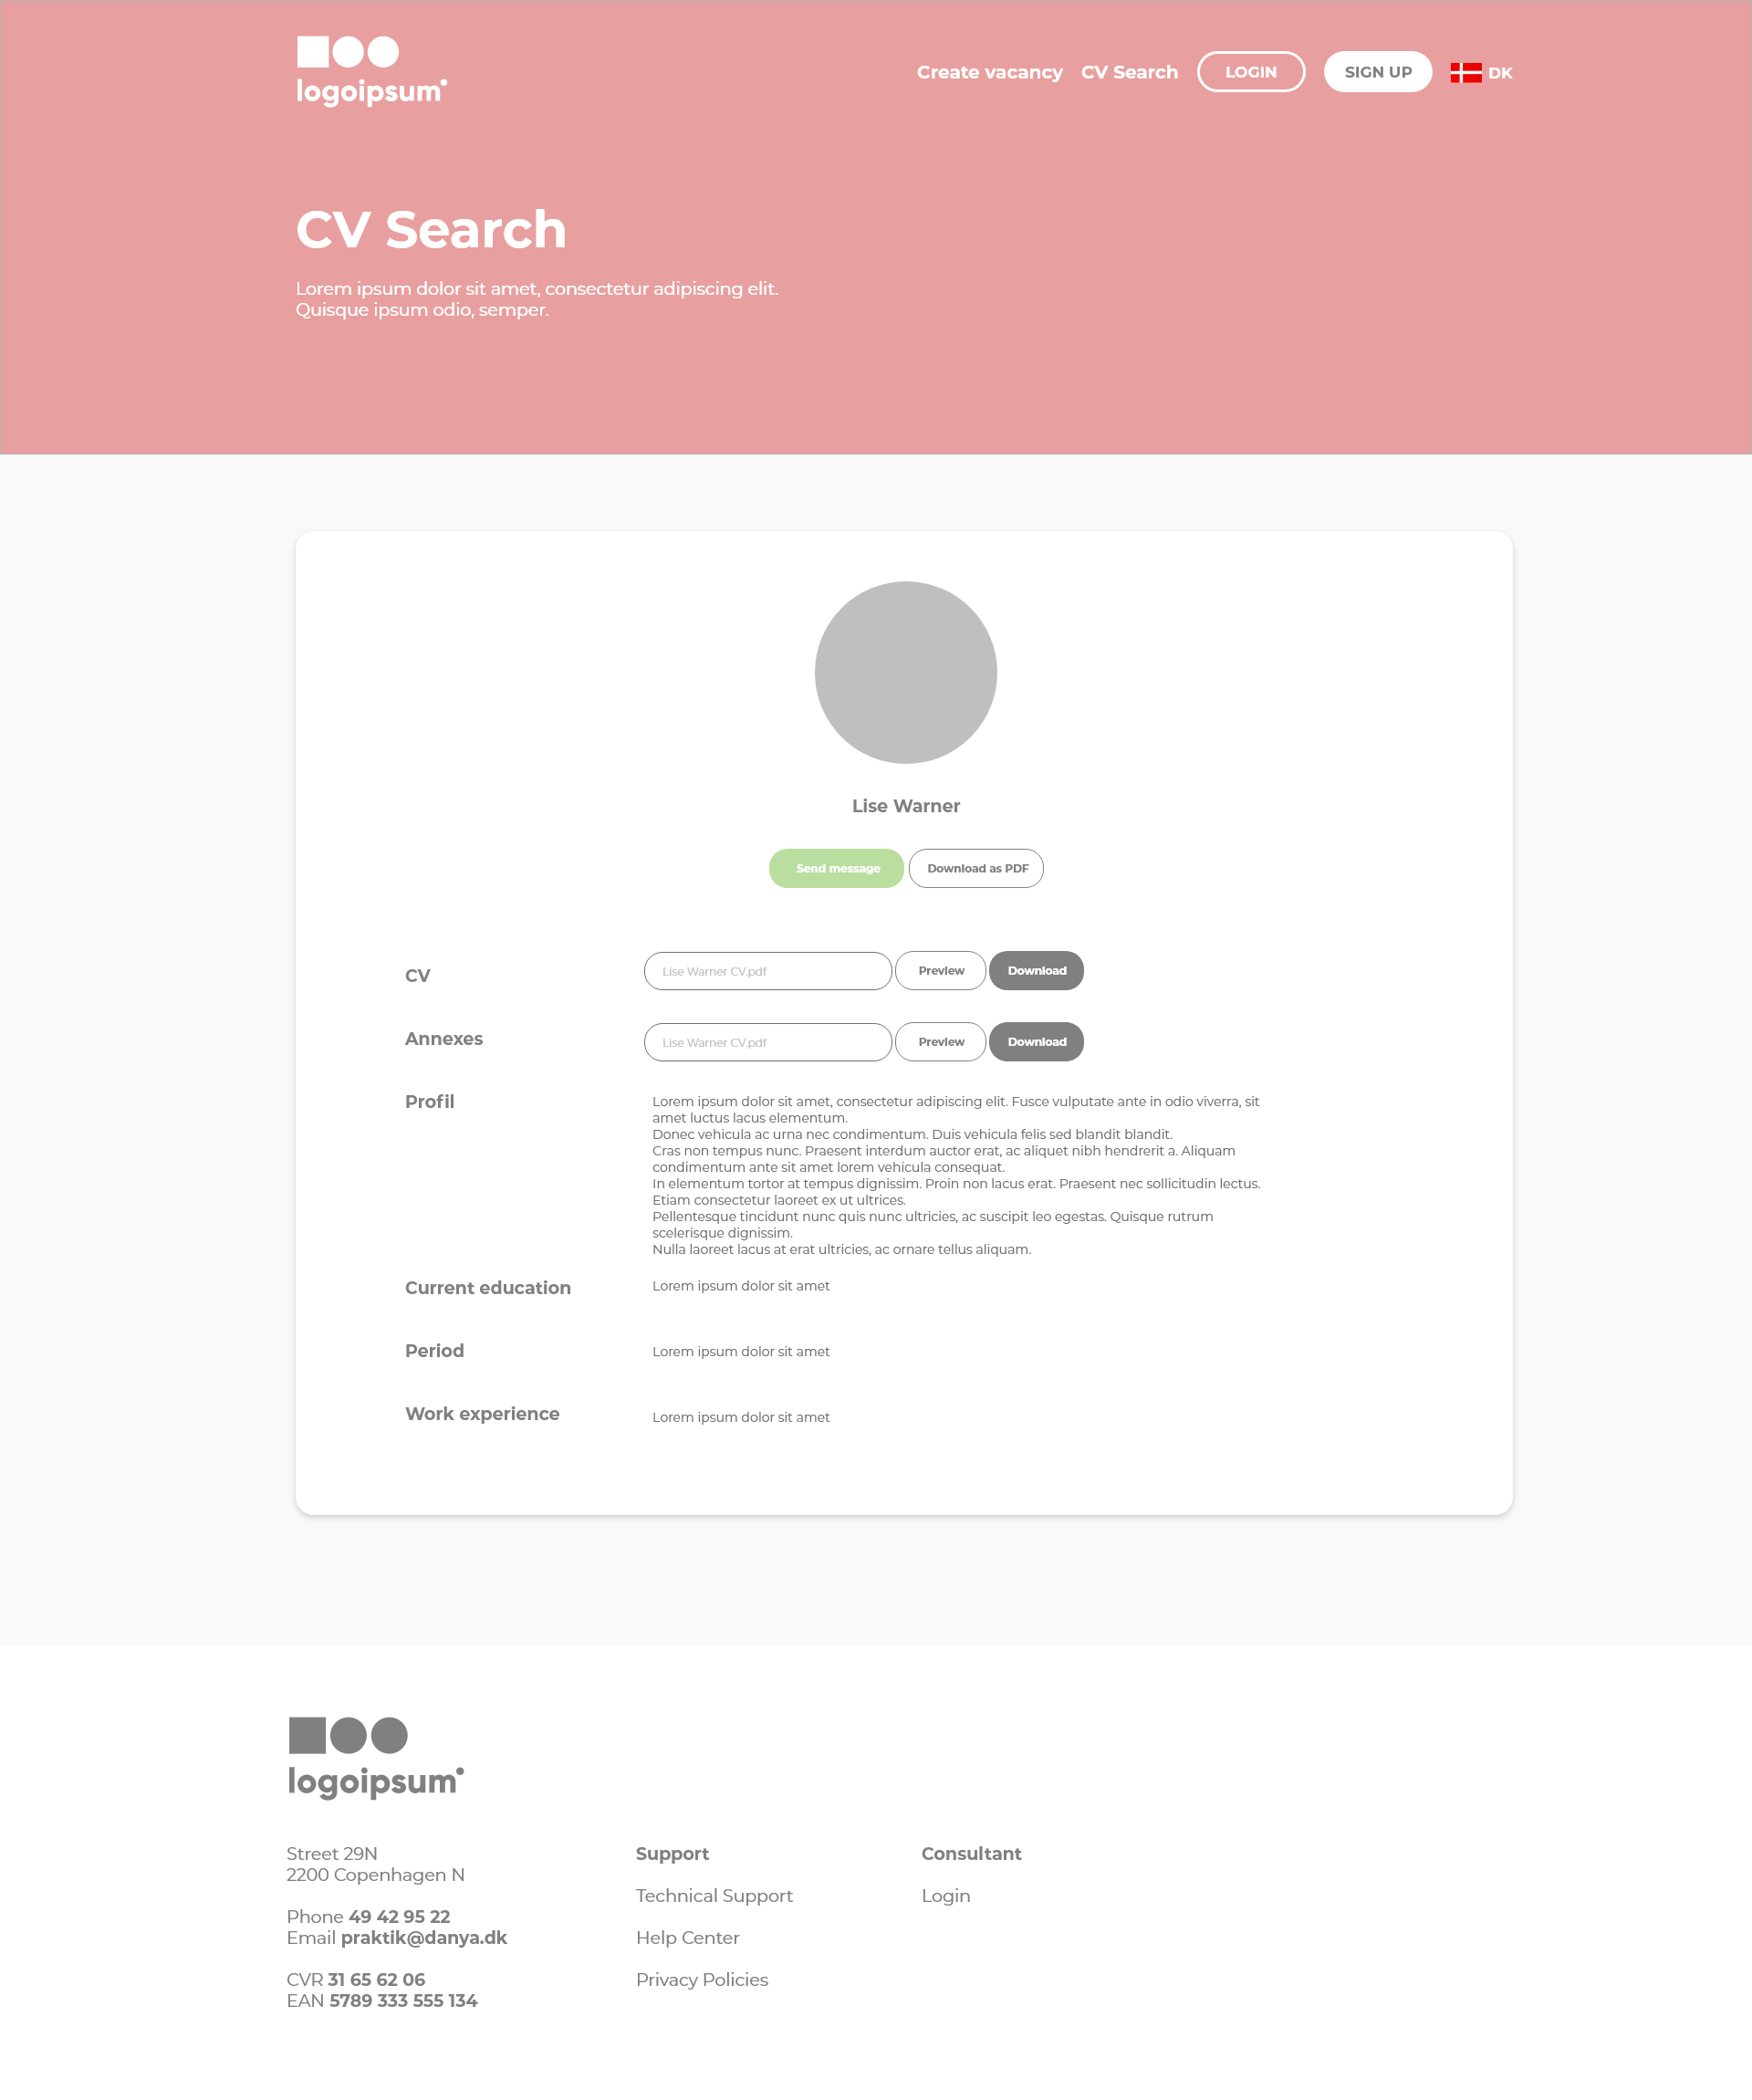 logoipsum
Create vacancy
CV Search
LOGIN
SIGN UP
DK
CV Search
Lorem ipsum dolor sit amet, consectetur adipiscing elit.
Quisque ipsum odio, semper.
Lise Warner
Send message
Download as PDF
CV
Lise Warner CV.pdf
Preview
Download
Annexes
Lise Warner CV.pdf
Preview
Download
Profil
Lorem ipsum dolor sit amet, consectetur adipiscing elit. Fusce vulputate ante in odio viverra, sit
amet luctus lacus elementum.
Donec vehicula ac urna nec condimentum. Duis vehicula felis sed blandit blandit.
Cras non tempus nunc. Praesent interdum auctor erat, ac aliquet nibh hendrerit a. Aliquam
condimentum ante sit amet lorem vehicula consequat.
In elementum tortor at tempus dignissim. Proin non lacus erat. Praesent nec sollicitudin lectus.
Etiam consectetur laoreet ex ut ultrices.
Pellentesque tincidunt nunc quis nunc ultricies, ac suscipit leo egestas. Quisque rutrum
scelerisque dignissim.
Nulla laoreet lacus at erat ultricies, ac ornare tellus aliquam.
Current education
Lorem ipsum dolor sit amet
Period
Lorem ipsum dolor sit amet
Work experience
Lorem ipsum dolor sit amet
logoipsum
Street 29N
2200 Copenhagen N
Phone 49 42 95 22
Email praktik@danya.dk
CVR 31 65 62 06
EAN 5789 333 555 134
Support
Technical Support
Help Center
Privacy Policies
Consultant
Login